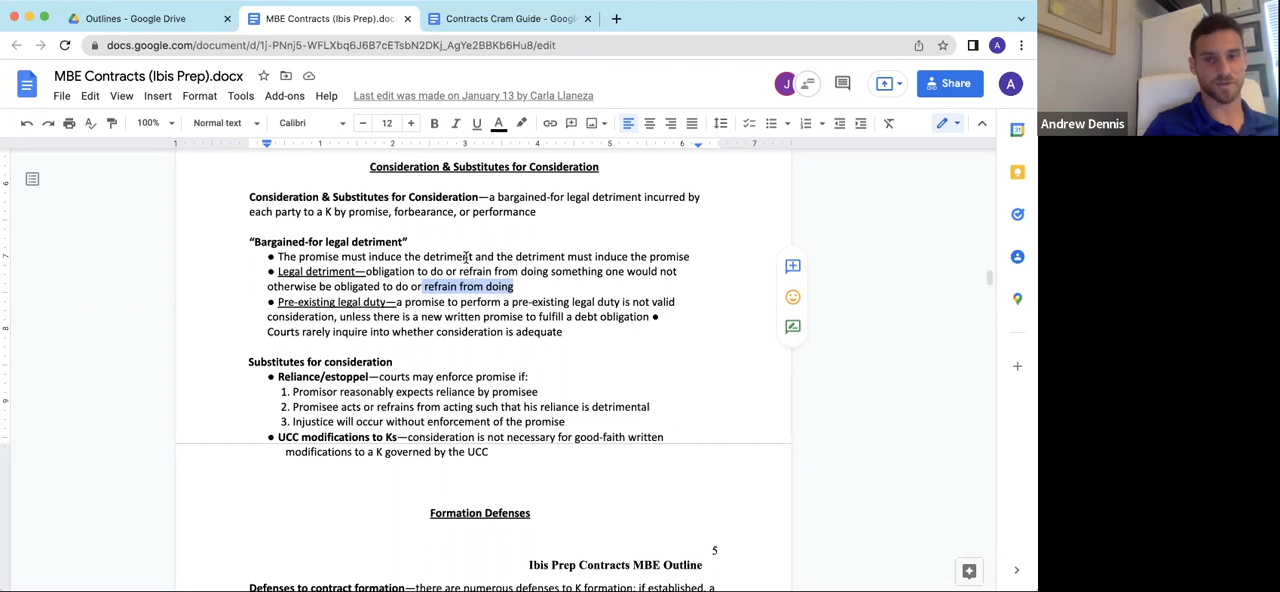 Outlines - Google Drive
MBE Contracts (Ibis Prep).doc
Contracts Cram Guide - Goog
docs.google.com/document/d/1j-PNnj5-WFLXbq6J6B7cETsbN2DKj_AgYe2BBKb6Hu8/edit
A
MBE Contracts (Ibis Prep).docx
File Edit View Insert Format Tools Add-ons Help Last edit was made on January 13 by Carla Llaneza
J
Share
A
100% Normal text Calibri 12 B I U A
1 1 2 3 4 5 6 7
Andrew Dennis
Consideration & Substitutes for Consideration
Consideration & Substitutes for Consideration—a bargained-for legal detriment incurred by
each party to a K by promise, forbearance, or performance
“Bargained-for legal detriment”
● The promise must induce the detriment and the detriment must induce the promise
● Legal detriment—obligation to do or refrain from doing something one would not
otherwise be obligated to do or refrain from doing
● Pre-existing legal duty—a promise to perform a pre-existing legal duty is not valid
consideration, unless there is a new written promise to fulfill a debt obligation ●
Courts rarely inquire into whether consideration is adequate
Substitutes for consideration
● Reliance/estoppel—courts may enforce promise if:
1. Promisor reasonably expects reliance by promisee
2. Promisee acts or refrains from acting such that his reliance is detrimental
3. Injustice will occur without enforcement of the promise
● UCC modifications to Ks—consideration is not necessary for good-faith written
modifications to a K governed by the UCC
Formation Defenses
5
Ibis Prep Contracts MBE Outline
Defenses to contract formation—there are numerous defenses to K formation; if established, a